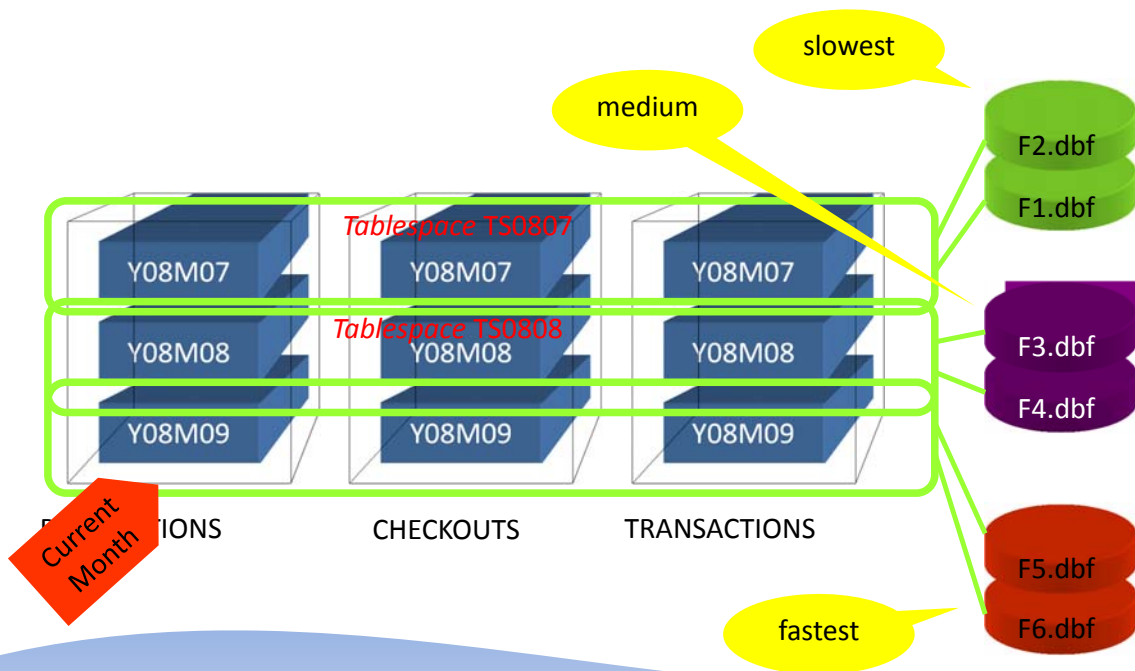 slowest
medium
F2.dbf
F1.dbf
Tablespace TS0807
Y08M07 Y08M07 Y08M07
Tablespace TS0808
Y08M08 Y08M08 Y08M08
F3.dbf
F4.dbf
Y08M09 Y08M09 Y08M09
Current
Month
CHECKOUTS
TRANSACTIONS
F5.dbf
F6.dbf
fastest